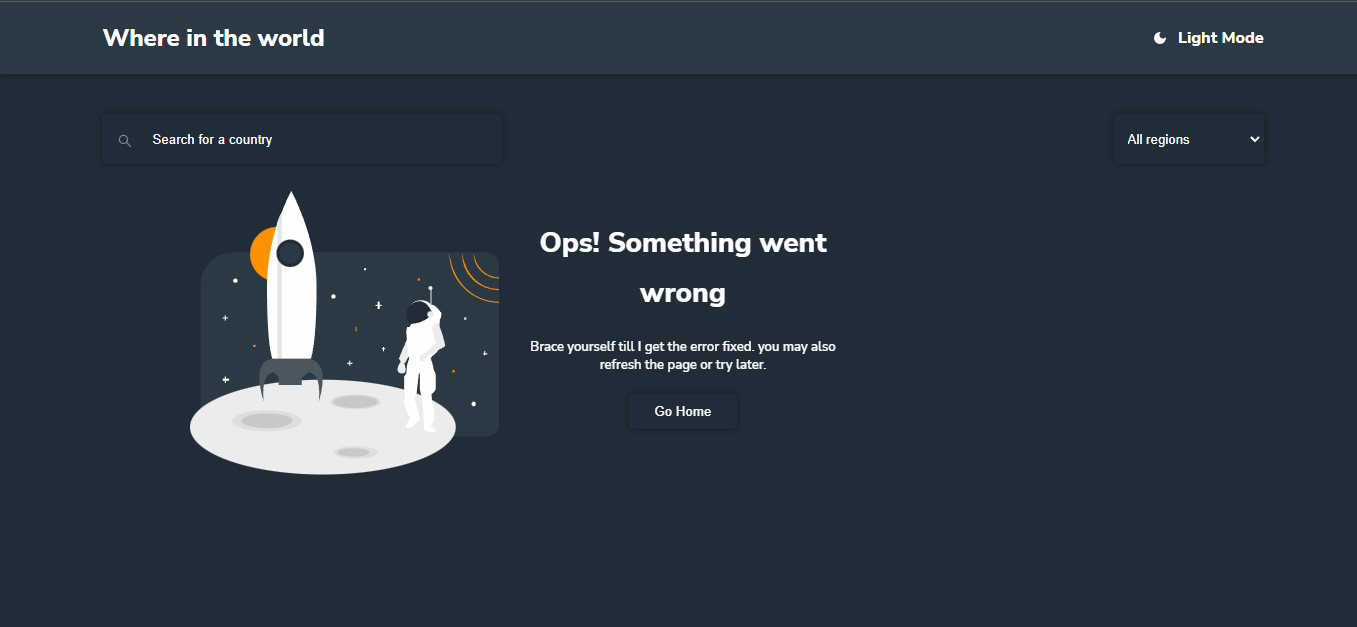 Where in the world
Light Mode
Search for a country
All regions
Ops! Something went
wrong
Brace yourself till I get the error fixed. you may also
refresh the page or try later.
Go Home